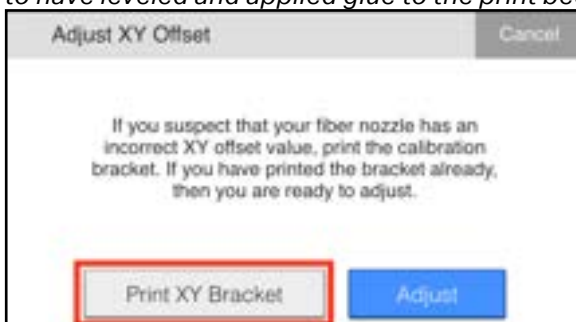 to have leveled and applied glue to the print bed
Adjust XY Offset
Cancel
If you suspect that your fiber nozzle has an
incorrect XY offset value, print the calibration
bracket. If you have printed the bracket already,
then you are ready to adjust.
Print XY Bracket
Adjust